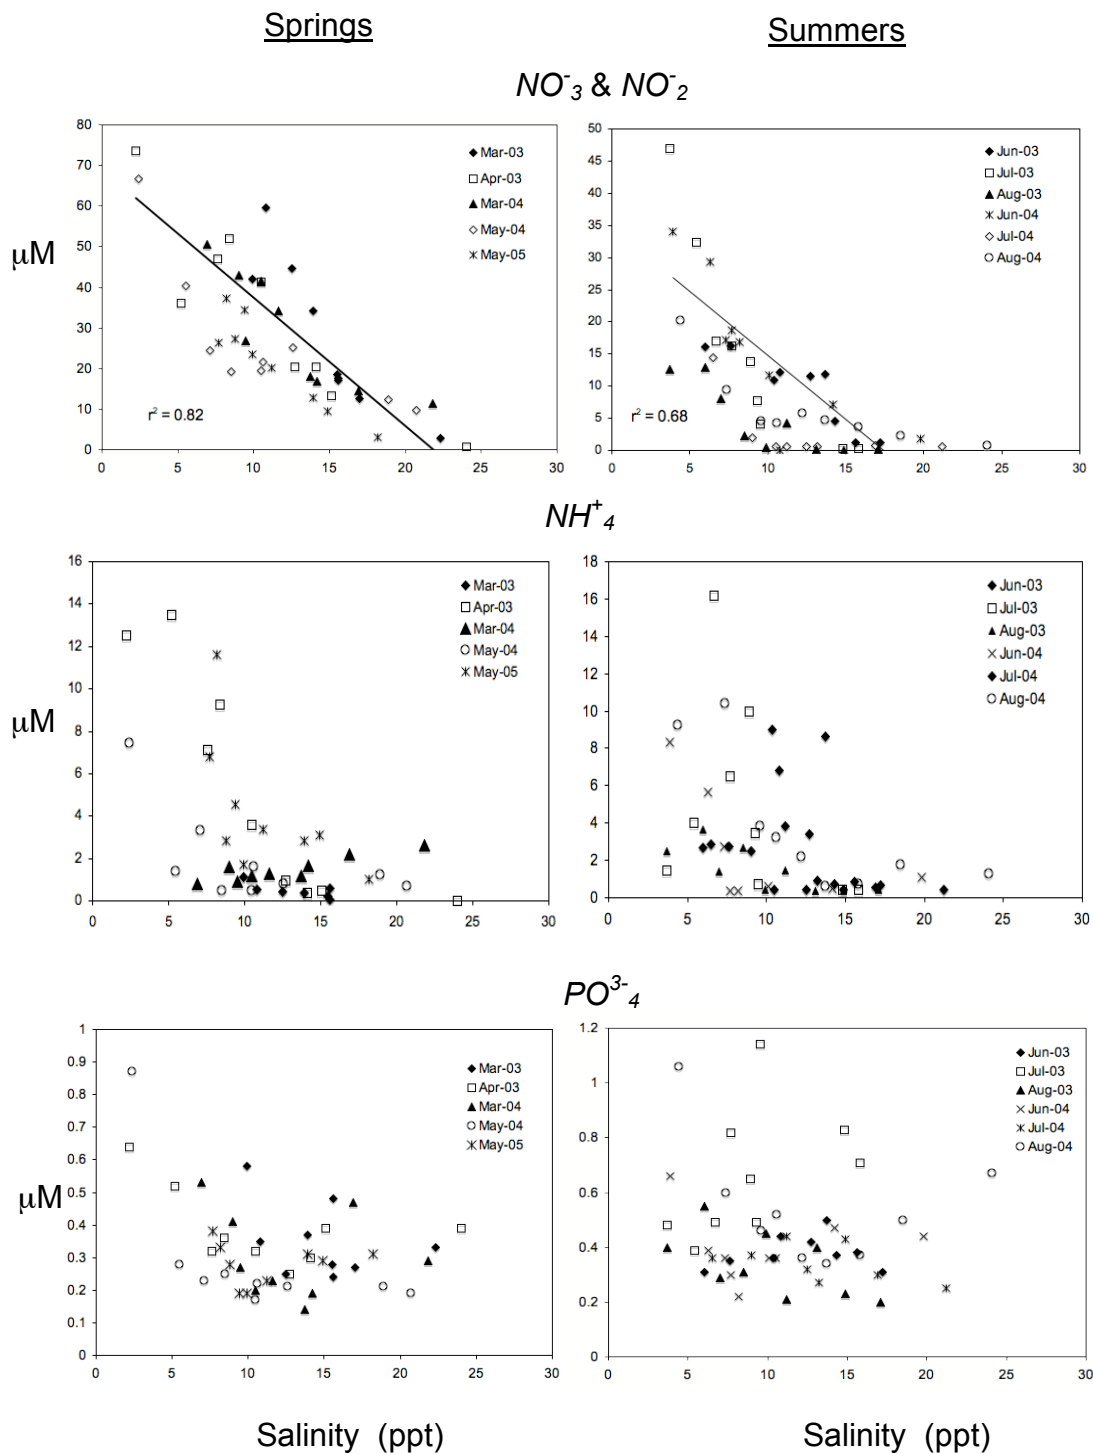 Springs
Summers
NO⁻₃ & NO⁻₂
80
70
60
50
40
30
20
10
0
μM
Mar-03
Apr-03
Mar-04
May-04
May-05
r² = 0.82
0 5 10 15 20 25 30
50
45
40
35
30
25
20
15
10
5
0
Jun-03
Jul-03
Aug-03
Jun-04
Jul-04
Aug-04
r² = 0.68
0 5 10 15 20 25 30
NH⁺₄
16
14
12
10
8
6
4
2
0
μM
Mar-03
Apr-03
Mar-04
May-04
May-05
0 5 10 15 20 25 30
18
16
14
12
10
8
6
4
2
0
Jun-03
Jul-03
Aug-03
Jun-04
Jul-04
Aug-04
0 5 10 15 20 25 30
PO³⁻₄
1
0.9
0.8
0.7
0.6
0.5
0.4
0.3
0.2
0.1
0
μM
Mar-03
Apr-03
Mar-04
May-04
May-05
0 5 10 15 20 25 30
1.2
1
0.8
0.6
0.4
0.2
0
Jun-03
Jul-03
Aug-03
Jun-04
Jul-04
Aug-04
0 5 10 15 20 25 30
Salinity (ppt)
Salinity (ppt)